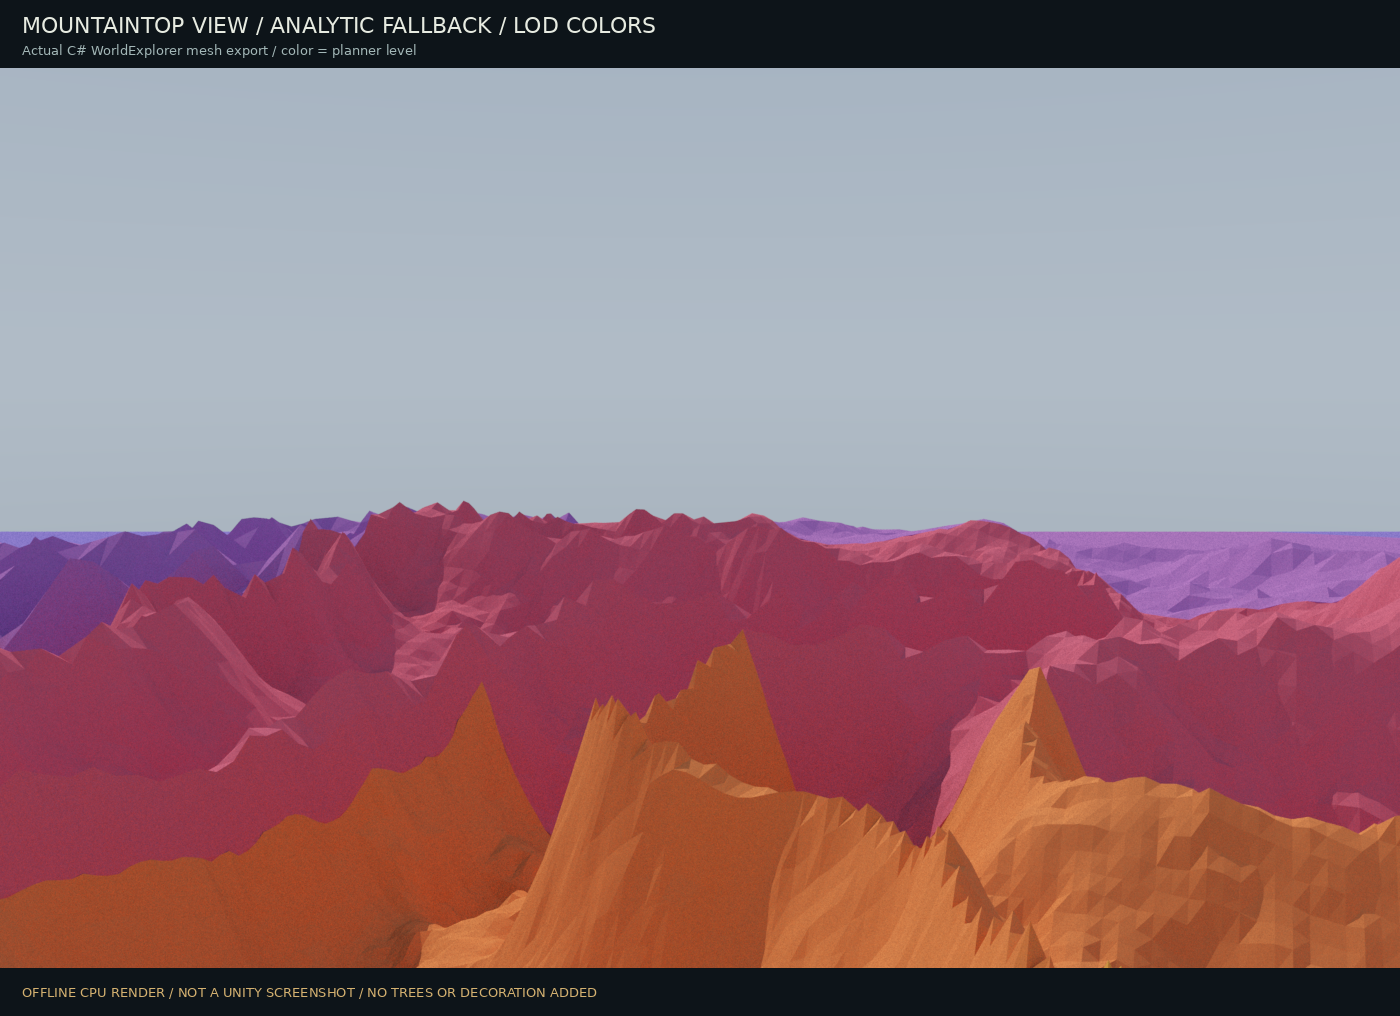 MOUNTAINTOP VIEW / ANALYTIC FALLBACK / LOD COLORS
Actual C# WorldExplorer mesh export / color = planner level
OFFLINE CPU RENDER / NOT A UNITY SCREENSHOT / NO TREES OR DECORATION ADDED